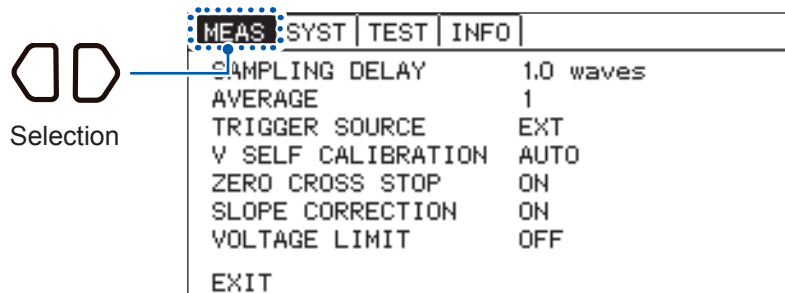 MEAS SYST TEST INFO
Selection
SAMPLING DELAY 1.0 waves
AVERAGE 1
TRIGGER SOURCE EXT
V SELF CALIBRATION AUTO
ZERO CROSS STOP ON
SLOPE CORRECTION ON
VOLTAGE LIMIT OFF
EXIT